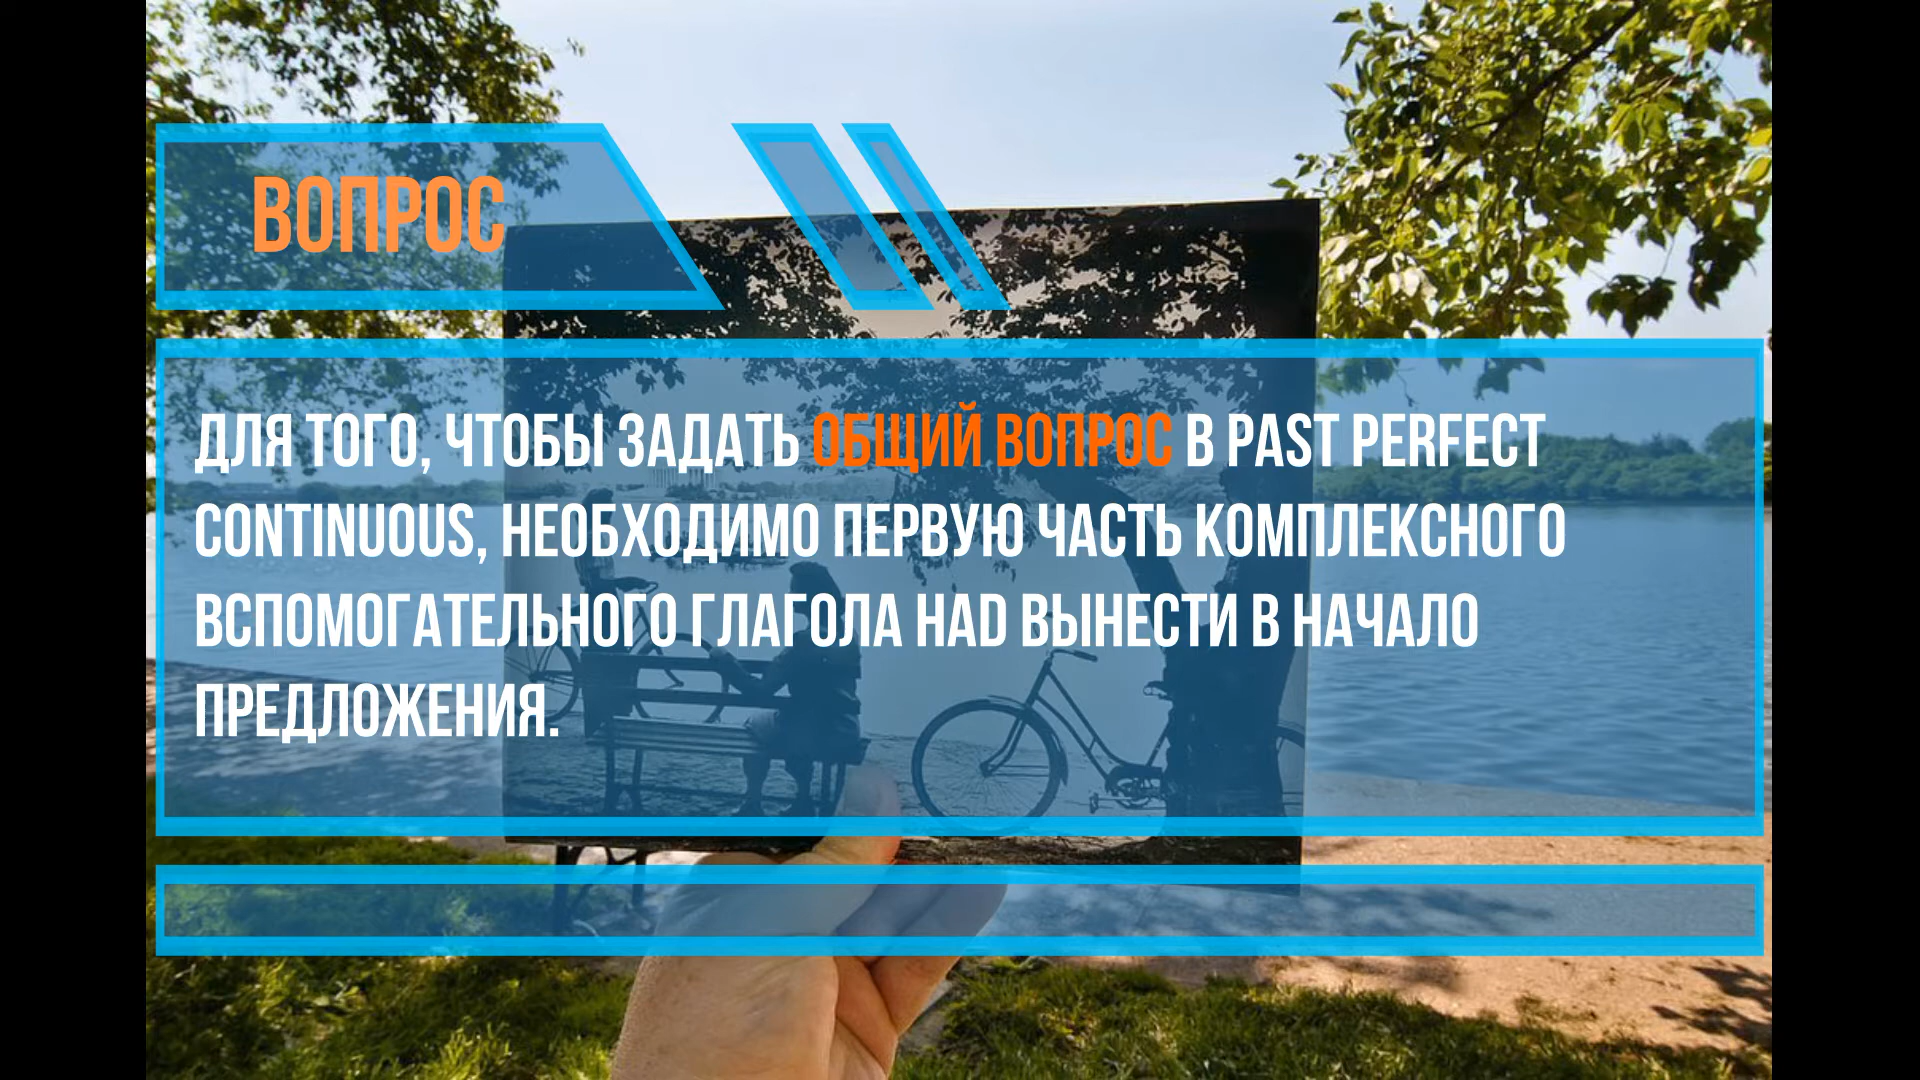 ВОПРОС
ДЛЯ ТОГО, ЧТОБЫ ЗАДАТЬ ОБЩИЙ ВОПРОС В PAST PERFECT
CONTINUOUS, НЕОБХОДИМО ПЕРВУЮ ЧАСТЬ КОМПЛЕКСНОГО
ВСПОМОГАТЕЛЬНОГО ГЛАГОЛА HAD ВЫНЕСТИ В НАЧАЛО
ПРЕДЛОЖЕНИЯ.